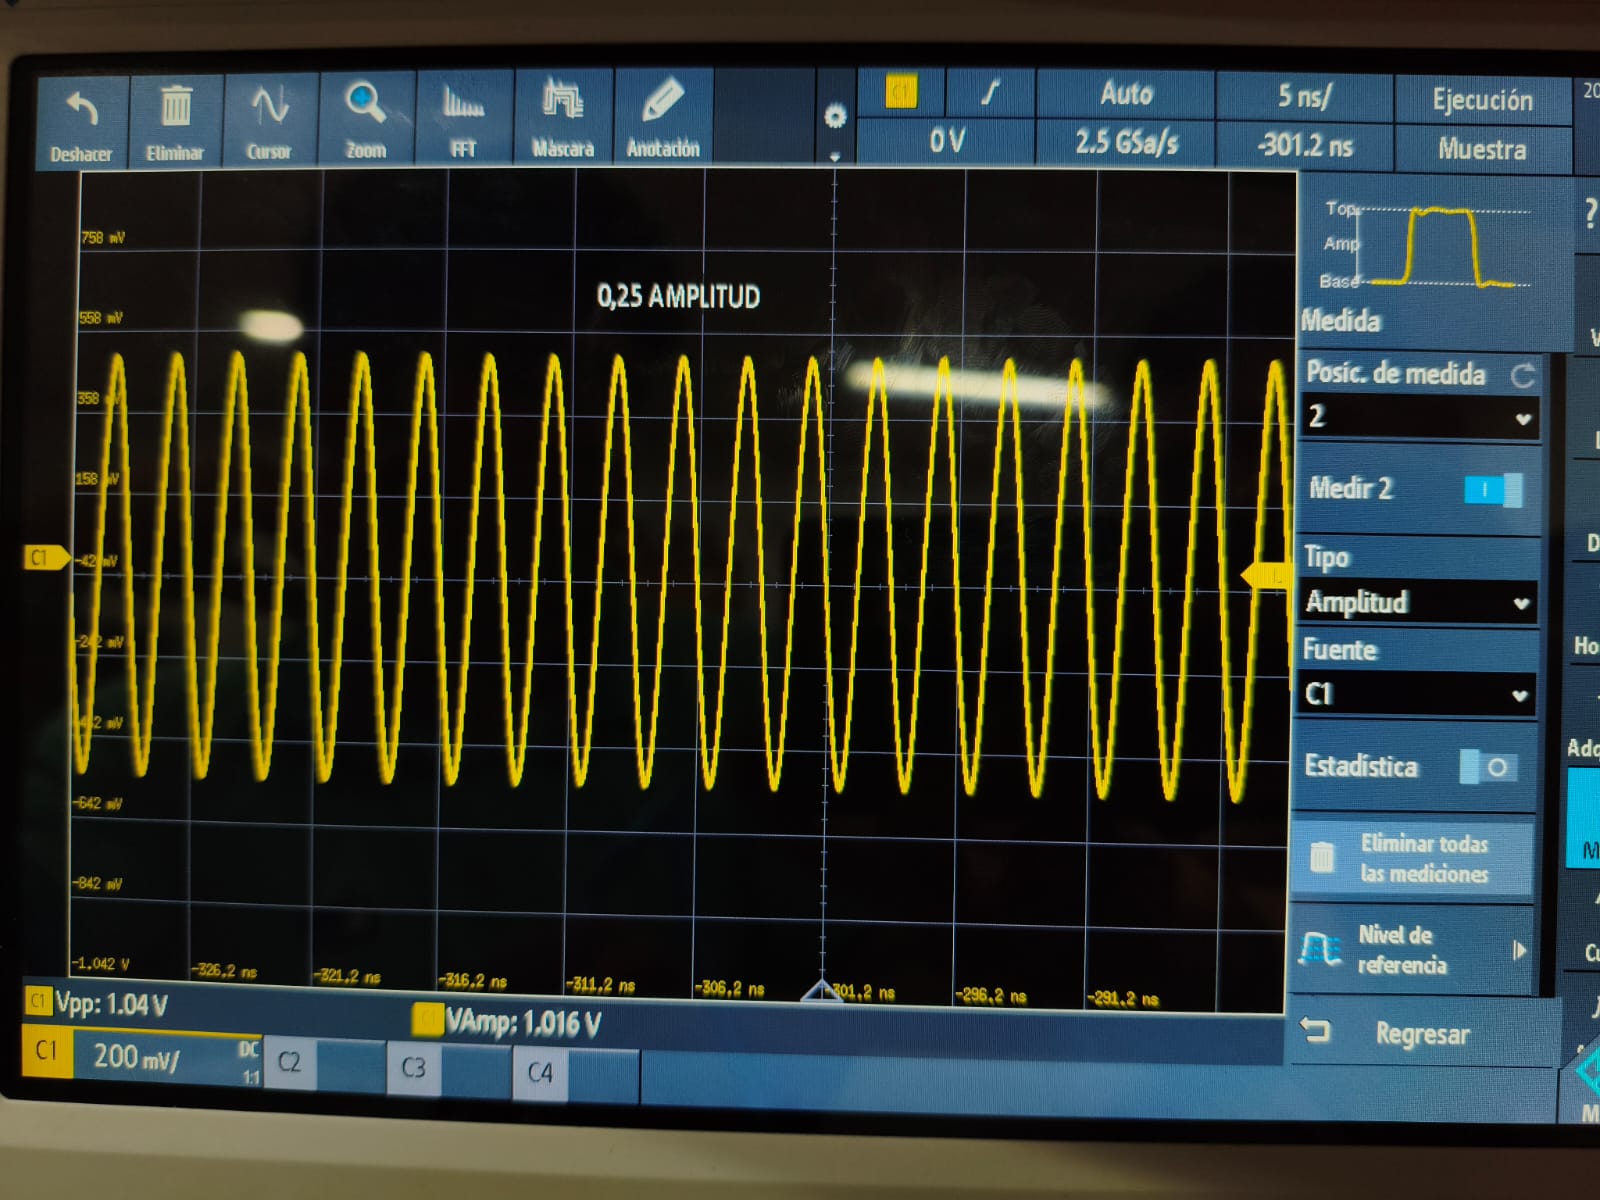 Deshacer
Eliminar
Cursor
Zoom
FFT
Máscara
Anotación
C1
Auto
5 ns/
Ejecución
20
0 V
2.5 GSa/s
-301.2 ns
Muestra
758 mV
558 mV
358 mV
158 mV
-42 mV
-242 mV
-642 mV
-842 mV
-1.042 V
0,25 AMPLITUD
C1
-326.2 ns
-321.2 ns
-316.2 ns
-311.2 ns
-306.2 ns
-301.2 ns
-296.2 ns
-291.2 ns
Top
Amp
Base
Medida
Posic. de medida
2
Medir 2
Tipo
Amplitud
Fuente
C1
Estadística
Eliminar todas
las mediciones
Nivel de
referencia
Regresar
?
Ho
C1 Vpp: 1.04 V
C1 VAmp: 1.016 V
C1 200 mV/ DC
1:1
C2
C3
C4